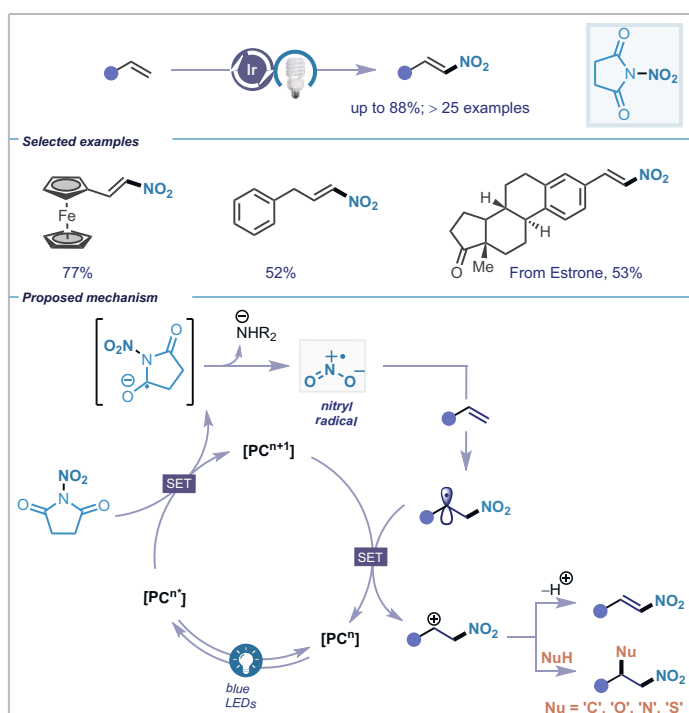 Ir
NO₂
up to 88%; > 25 examples
O
N
NO₂
O
Selected examples
Fe
NO₂
77%
NO₂
52%
NO₂
H
H
H
O
Me
From Estrone, 53%
Proposed mechanism
O₂N
N
O
⊖
O
⊖
NHR₂
+•
N
O
O⁻
nitryl
radical
[PCⁿ⁺¹]
NO₂
N
O
O
SET
NO₂
SET
[PCⁿ*]
[PCⁿ]
blue
LEDs
⊕
NO₂
–H⊕
NO₂
NuH
Nu
NO₂
Nu = 'C', 'O', 'N', 'S'